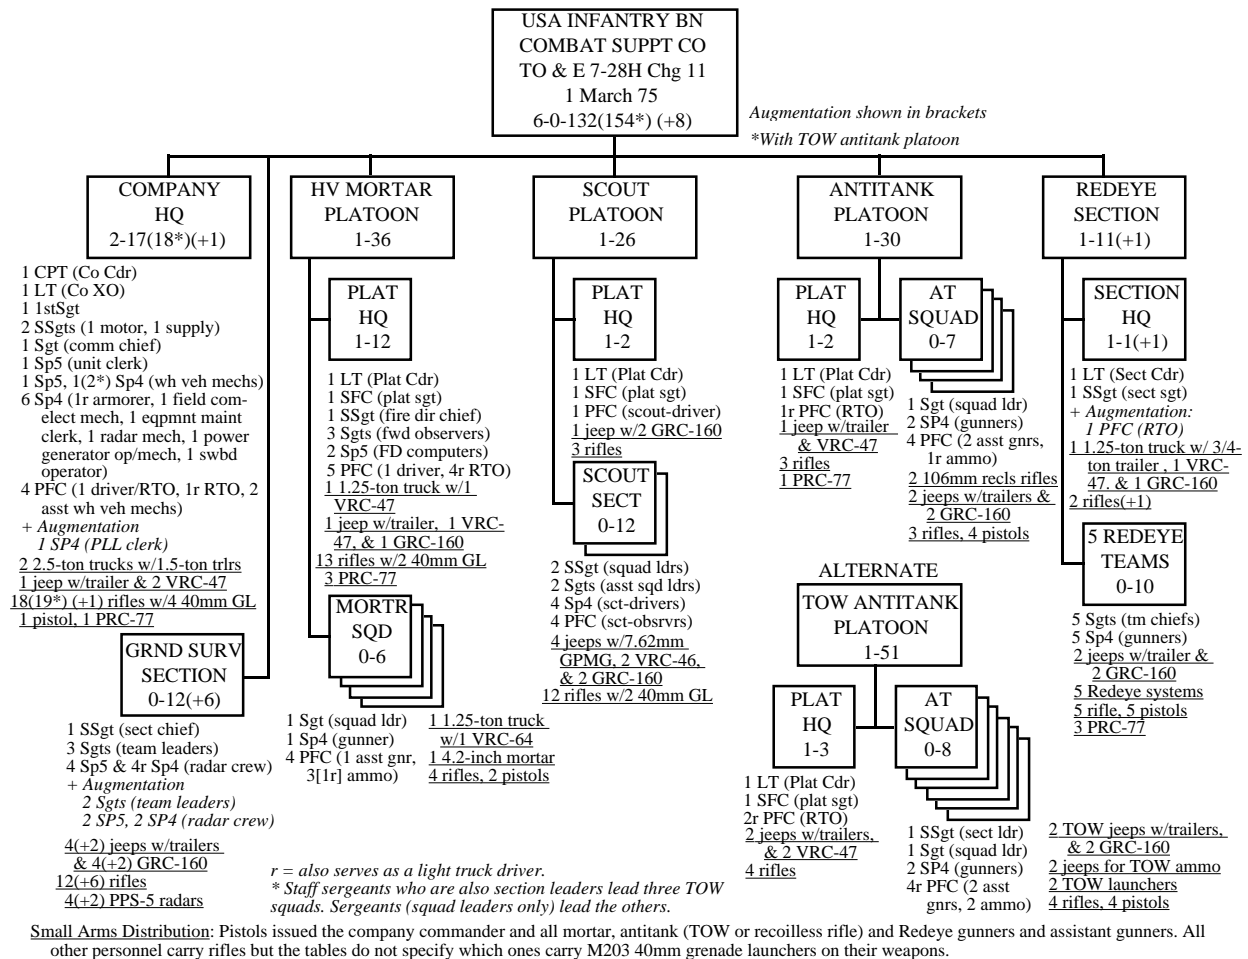 USA INFANTRY BN
COMBAT SUPPT CO
TO & E 7-28H Chg 11
1 March 75
6-0-132(154*) (+8)
Augmentation shown in brackets
*With TOW antitank platoon
COMPANY
HQ
2-17(18*)(+1)
1 CPT (Co Cdr)
1 LT (Co XO)
1 1stSgt
2 SSgts (1 motor, 1 supply)
1 Sgt (comm chief)
1 Sp5 (unit clerk)
1 Sp5, 1(2*) Sp4 (wh veh mechs)
6 Sp4 (1r armorer, 1 field com-
elect mech, 1 eqpmnt maint
clerk, 1 radar mech, 1 power
generator op/mech, 1 swbd
operator)
4 PFC (1 driver/RTO, 1r RTO, 2
asst wh veh mechs)
+ Augmentation
1 SP4 (PLL clerk)
2 2.5-ton trucks w/1.5-ton trlrs
1 jeep w/trailer & 2 VRC-47
18(19*) (+1) rifles w/4 40mm GL
1 pistol, 1 PRC-77
GRND SURV
SECTION
0-12(+6)
1 SSgt (sect chief)
3 Sgts (team leaders)
4 Sp5 & 4r Sp4 (radar crew)
+ Augmentation
2 Sgts (team leaders)
2 SP5, 2 SP4 (radar crew)
4(+2) jeeps w/trailers
& 4(+2) GRC-160
12(+6) rifles
4(+2) PPS-5 radars
HV MORTAR
PLATOON
1-36
PLAT
HQ
1-12
1 LT (Plat Cdr)
1 SFC (plat sgt)
1 SSgt (fire dir chief)
3 Sgts (fwd observers)
2 Sp5 (FD computers)
5 PFC (1 driver, 4r RTO)
1 1.25-ton truck w/1
VRC-47
1 jeep w/trailer, 1 VRC-
47, & 1 GRC-160
13 rifles w/2 40mm GL
3 PRC-77
MORTR
SQD
0-6
1 Sgt (squad ldr)
1 Sp4 (gunner)
4 PFC (1 asst gnr,
3[1r] ammo)
1 1.25-ton truck
w/1 VRC-64
1 4.2-inch mortar
4 rifles, 2 pistols
SCOUT
PLATOON
1-26
PLAT
HQ
1-2
1 LT (Plat Cdr)
1 SFC (plat sgt)
1 PFC (scout-driver)
1 jeep w/2 GRC-160
3 rifles
SCOUT
SECT
0-12
2 SSgt (squad ldrs)
2 Sgts (asst sqd ldrs)
4 Sp4 (sct-drivers)
4 PFC (sct-obsrvrs)
4 jeeps w/7.62mm
GPMG, 2 VRC-46,
& 2 GRC-160
12 rifles w/2 40mm GL
ANTITANK
PLATOON
1-30
PLAT
HQ
1-2
1 LT (Plat Cdr)
1 SFC (plat sgt)
1r PFC (RTO)
1 jeep w/trailer
& VRC-47
3 rifles
1 PRC-77
AT
SQUAD
0-7
1 Sgt (squad ldr)
2 SP4 (gunners)
4 PFC (2 asst gnrs,
1r ammo)
2 106mm recls rifles
2 jeeps w/trailers &
2 GRC-160
3 rifles, 4 pistols
ALTERNATE
TOW ANTITANK
PLATOON
1-51
PLAT
HQ
1-3
1 LT (Plat Cdr)
1 SFC (plat sgt)
2r PFC (RTO)
2 jeeps w/trailers,
& 2 VRC-47
4 rifles
AT
SQUAD
0-8
1 SSgt (sect ldr)
1 Sgt (squad ldr)
2 SP4 (gunners)
4r PFC (2 asst
gnrs, 2 ammo)
2 TOW jeeps w/trailers,
& 2 GRC-160
2 jeeps for TOW ammo
2 TOW launchers
4 rifles, 4 pistols
REDEYE
SECTION
1-11(+1)
SECTION
HQ
1-1(+1)
1 LT (Sect Cdr)
1 SSgt (sect sgt)
+ Augmentation:
1 PFC (RTO)
1 1.25-ton truck w/ 3/4-
ton trailer , 1 VRC-
47. & 1 GRC-160
2 rifles(+1)
5 REDEYE
TEAMS
0-10
5 Sgts (tm chiefs)
5 Sp4 (gunners)
2 jeeps w/trailer &
2 GRC-160
5 Redeye systems
5 rifle, 5 pistols
3 PRC-77
r = also serves as a light truck driver.
* Staff sergeants who are also section leaders lead three TOW
squads. Sergeants (squad leaders only) lead the others.
Small Arms Distribution: Pistols issued the company commander and all mortar, antitank (TOW or recoilless rifle) and Redeye gunners and assistant gunners. All
other personnel carry rifles but the tables do not specify which ones carry M203 40mm grenade launchers on their weapons.